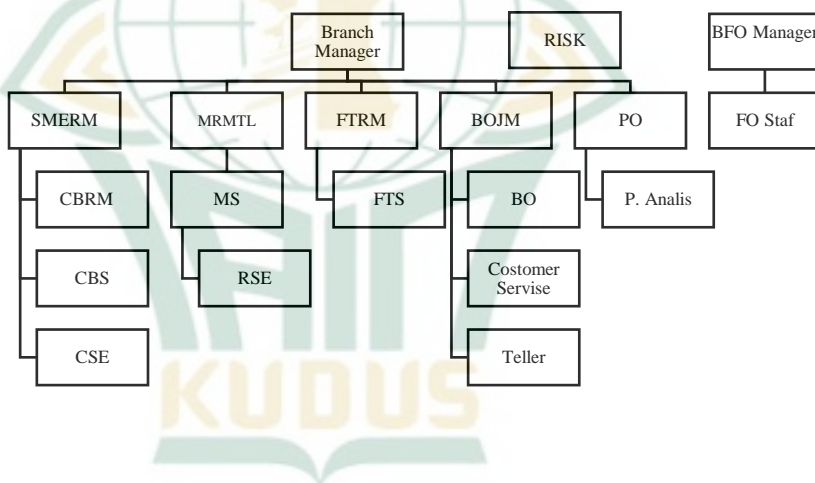 Branch
Manager
RISK
BFO Manager
SMERM
MRMTL
FTRM
BOJM
PO
FO Staf
CBRM
MS
FTS
BO
P. Analis
CBS
RSE
Costomer
Servise
CSE
Teller
IAIN
KUDUS